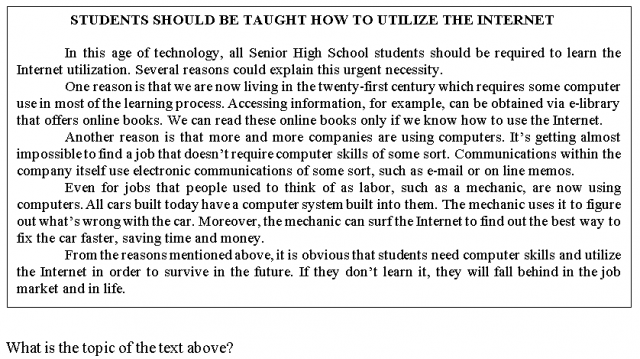 STUDENTS SHOULD BE TAUGHT HOW TO UTILIZE THE INTERNET
In this age of technology, all Senior High School students should be required to learn the
Internet utilization. Several reasons could explain this urgent necessity.
One reason is that we are now living in the twenty-first century which requires some computer
use in most of the learning process. Accessing information, for example, can be obtained via e-library
that offers online books. We can read these online books only if we know how to use the Internet.
Another reason is that more and more companies are using computers. It's getting almost
impossible to find a job that doesn't require computer skills of some sort. Communications within the
company itself use electronic communications of some sort, such as e-mail or on line memos.
Even for jobs that people used to think of as labor, such as a mechanic, are now using
computers. All cars built today have a computer system built into them. The mechanic uses it to figure
out what's wrong with the car. Moreover, the mechanic can surf the Internet to find out the best way to
fix the car faster, saving time and money.
From the reasons mentioned above, it is obvious that students need computer skills and utilize
the Internet in order to survive in the future. If they don't learn it, they will fall behind in the job
market and in life.
What is the topic of the text above?